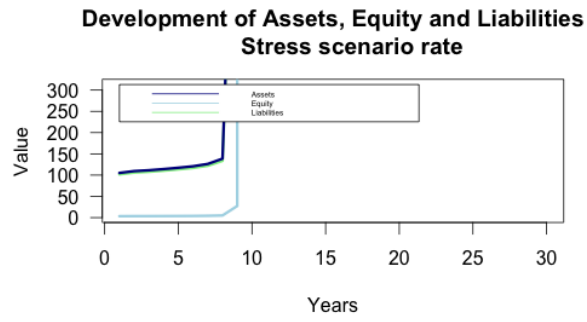 Development of Assets, Equity and Liabilities
Stress scenario rate
Value
300
250
200
150
100
50
0
Assets
Equity
Liabilities
0 5 10 15 20 25 30
Years